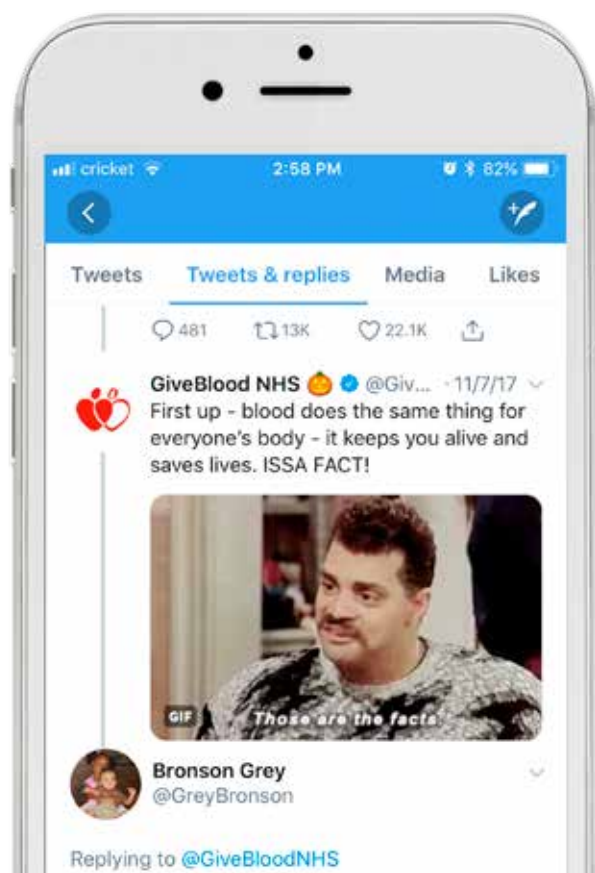 cricket 2:58 PM 82%
Tweets Tweets & replies Media Likes
481 13K 22.1K
GiveBlood NHS @Giv... · 11/7/17
First up - blood does the same thing for
everyone's body - it keeps you alive and
saves lives. ISSA FACT!
GIF Those are the facts.
Bronson Grey
@GreyBronson
Replying to @GiveBloodNHS